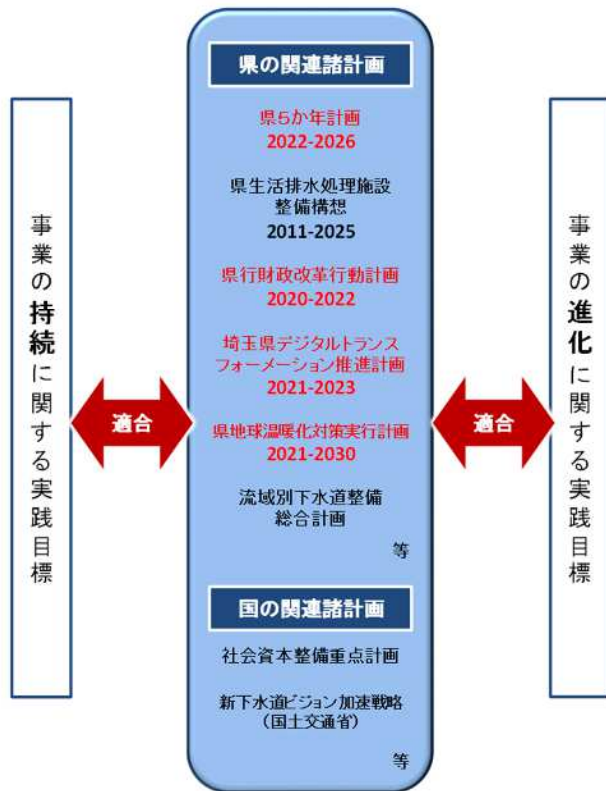 事業の持続に関する実践目標
適合
県の関連諸計画
県5か年計画
2022-2026
県生活排水処理施設
整備構想
2011-2025
県行財政改革行動計画
2020-2022
埼玉県デジタルトランス
フォーメーション推進計画
2021-2023
県地球温暖化対策実行計画
2021-2030
流域別下水道整備
総合計画
等
国の関連諸計画
社会資本整備重点計画
新下水道ビジョン加速戦略
（国土交通省）
等
適合
事業の進化に関する実践目標